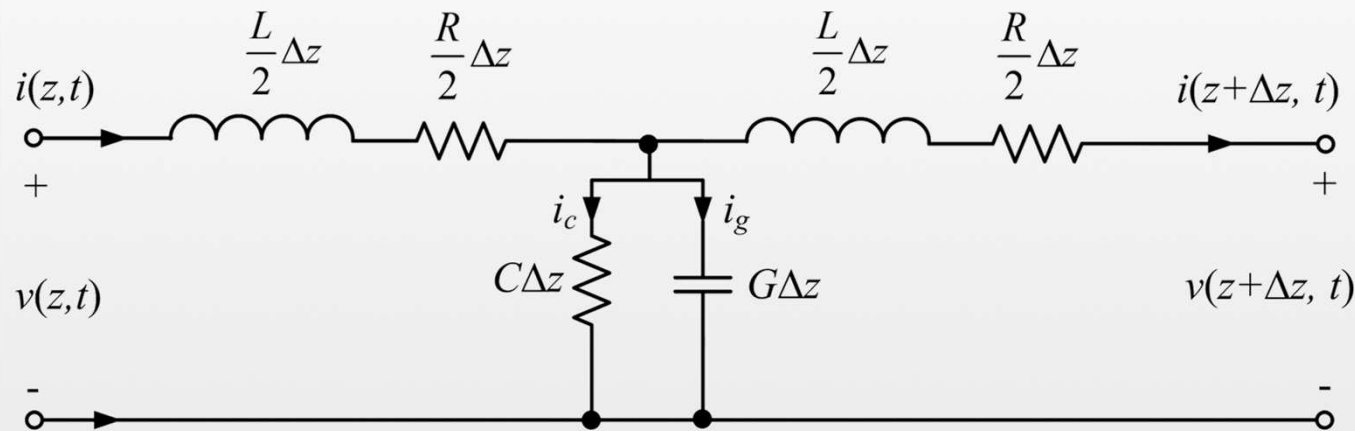 L/2 Δz R/2 Δz L/2 Δz R/2 Δz
i(z,t) i(z+Δz, t)
+ +
i_c i_g
CΔz GΔz
v(z,t) v(z+Δz, t)
- -